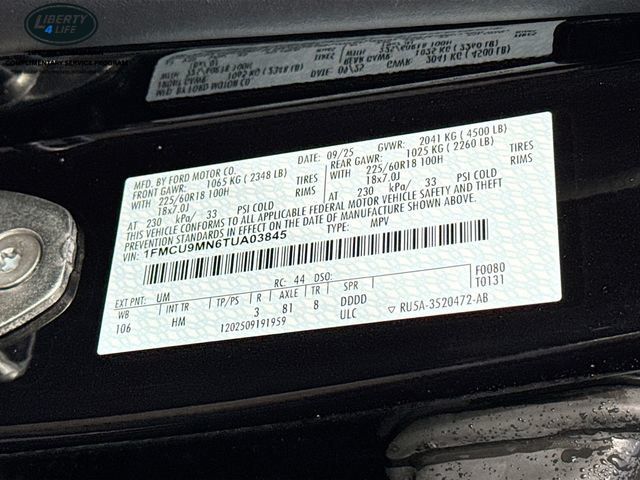 LIBERTY
4 LIFE
COMPLIMENTARY SERVICE PROGRAM
MFD. BY FORD MOTOR CO. 09/25 GVWR: 2041 KG (4500 LB)
FRONT GAWR: 1065 KG (2348 LB) REAR GAWR: 1025 KG (2260 LB)
WITH 225/60R18 100H TIRES WITH 225/60R18 100H TIRES
18x7.0J RIMS 18x7.0J RIMS
AT 230 kPa/ 33 PSI COLD AT 230 kPa/ 33 PSI COLD
THIS VEHICLE CONFORMS TO ALL APPLICABLE FEDERAL MOTOR VEHICLE SAFETY AND THEFT
PREVENTION STANDARDS IN EFFECT ON THE DATE OF MANUFACTURE SHOWN ABOVE.
VIN: 1FMCU9MN6TUA03845 TYPE: MPV
EXT PNT: UM RC: 44 DSO: F0080
WB INT TR TP/PS R AXLE TR SPR T0131
106 HM 3 81 8 DDDD
1202509191959 ULC ▽ RU5A-3520472-AB